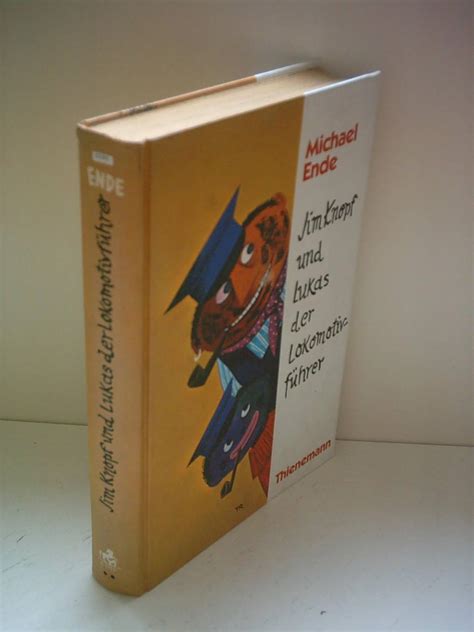 ENDE
Jim Knopf und Lukas der Lokomotivführer
Michael
Ende
Jim Knopf
und
Lukas
der
Lokomotiv-
führer
Thienemann